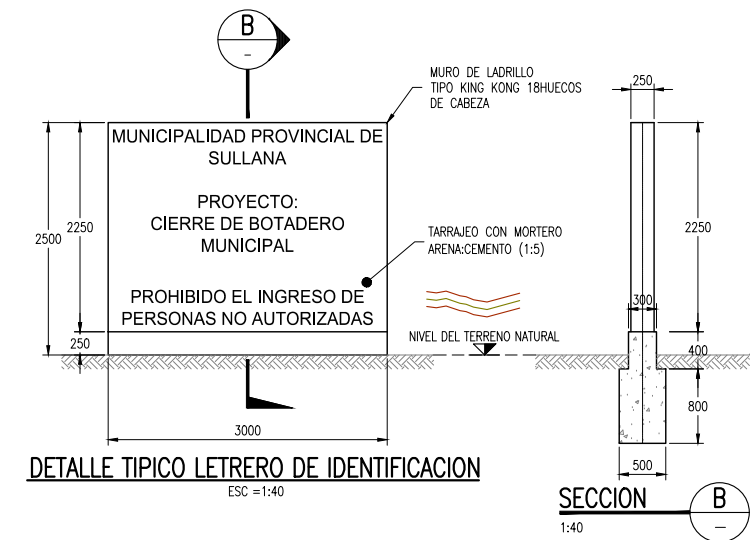 B
-
MURO DE LADRILLO
TIPO KING KONG 18HUECOS
DE CABEZA
250
MUNICIPALIDAD PROVINCIAL DE
SULLANA
PROYECTO:
CIERRE DE BOTADERO
MUNICIPAL
PROHIBIDO EL INGRESO DE
PERSONAS NO AUTORIZADAS
2500
2250
250
3000
TARRAJEO CON MORTERO
ARENA:CEMENTO (1:5)
NIVEL DEL TERRENO NATURAL
2250
300
400
800
500
DETALLE TIPICO LETRERO DE IDENTIFICACION
ESC =1:40
SECCION
1:40
B
-